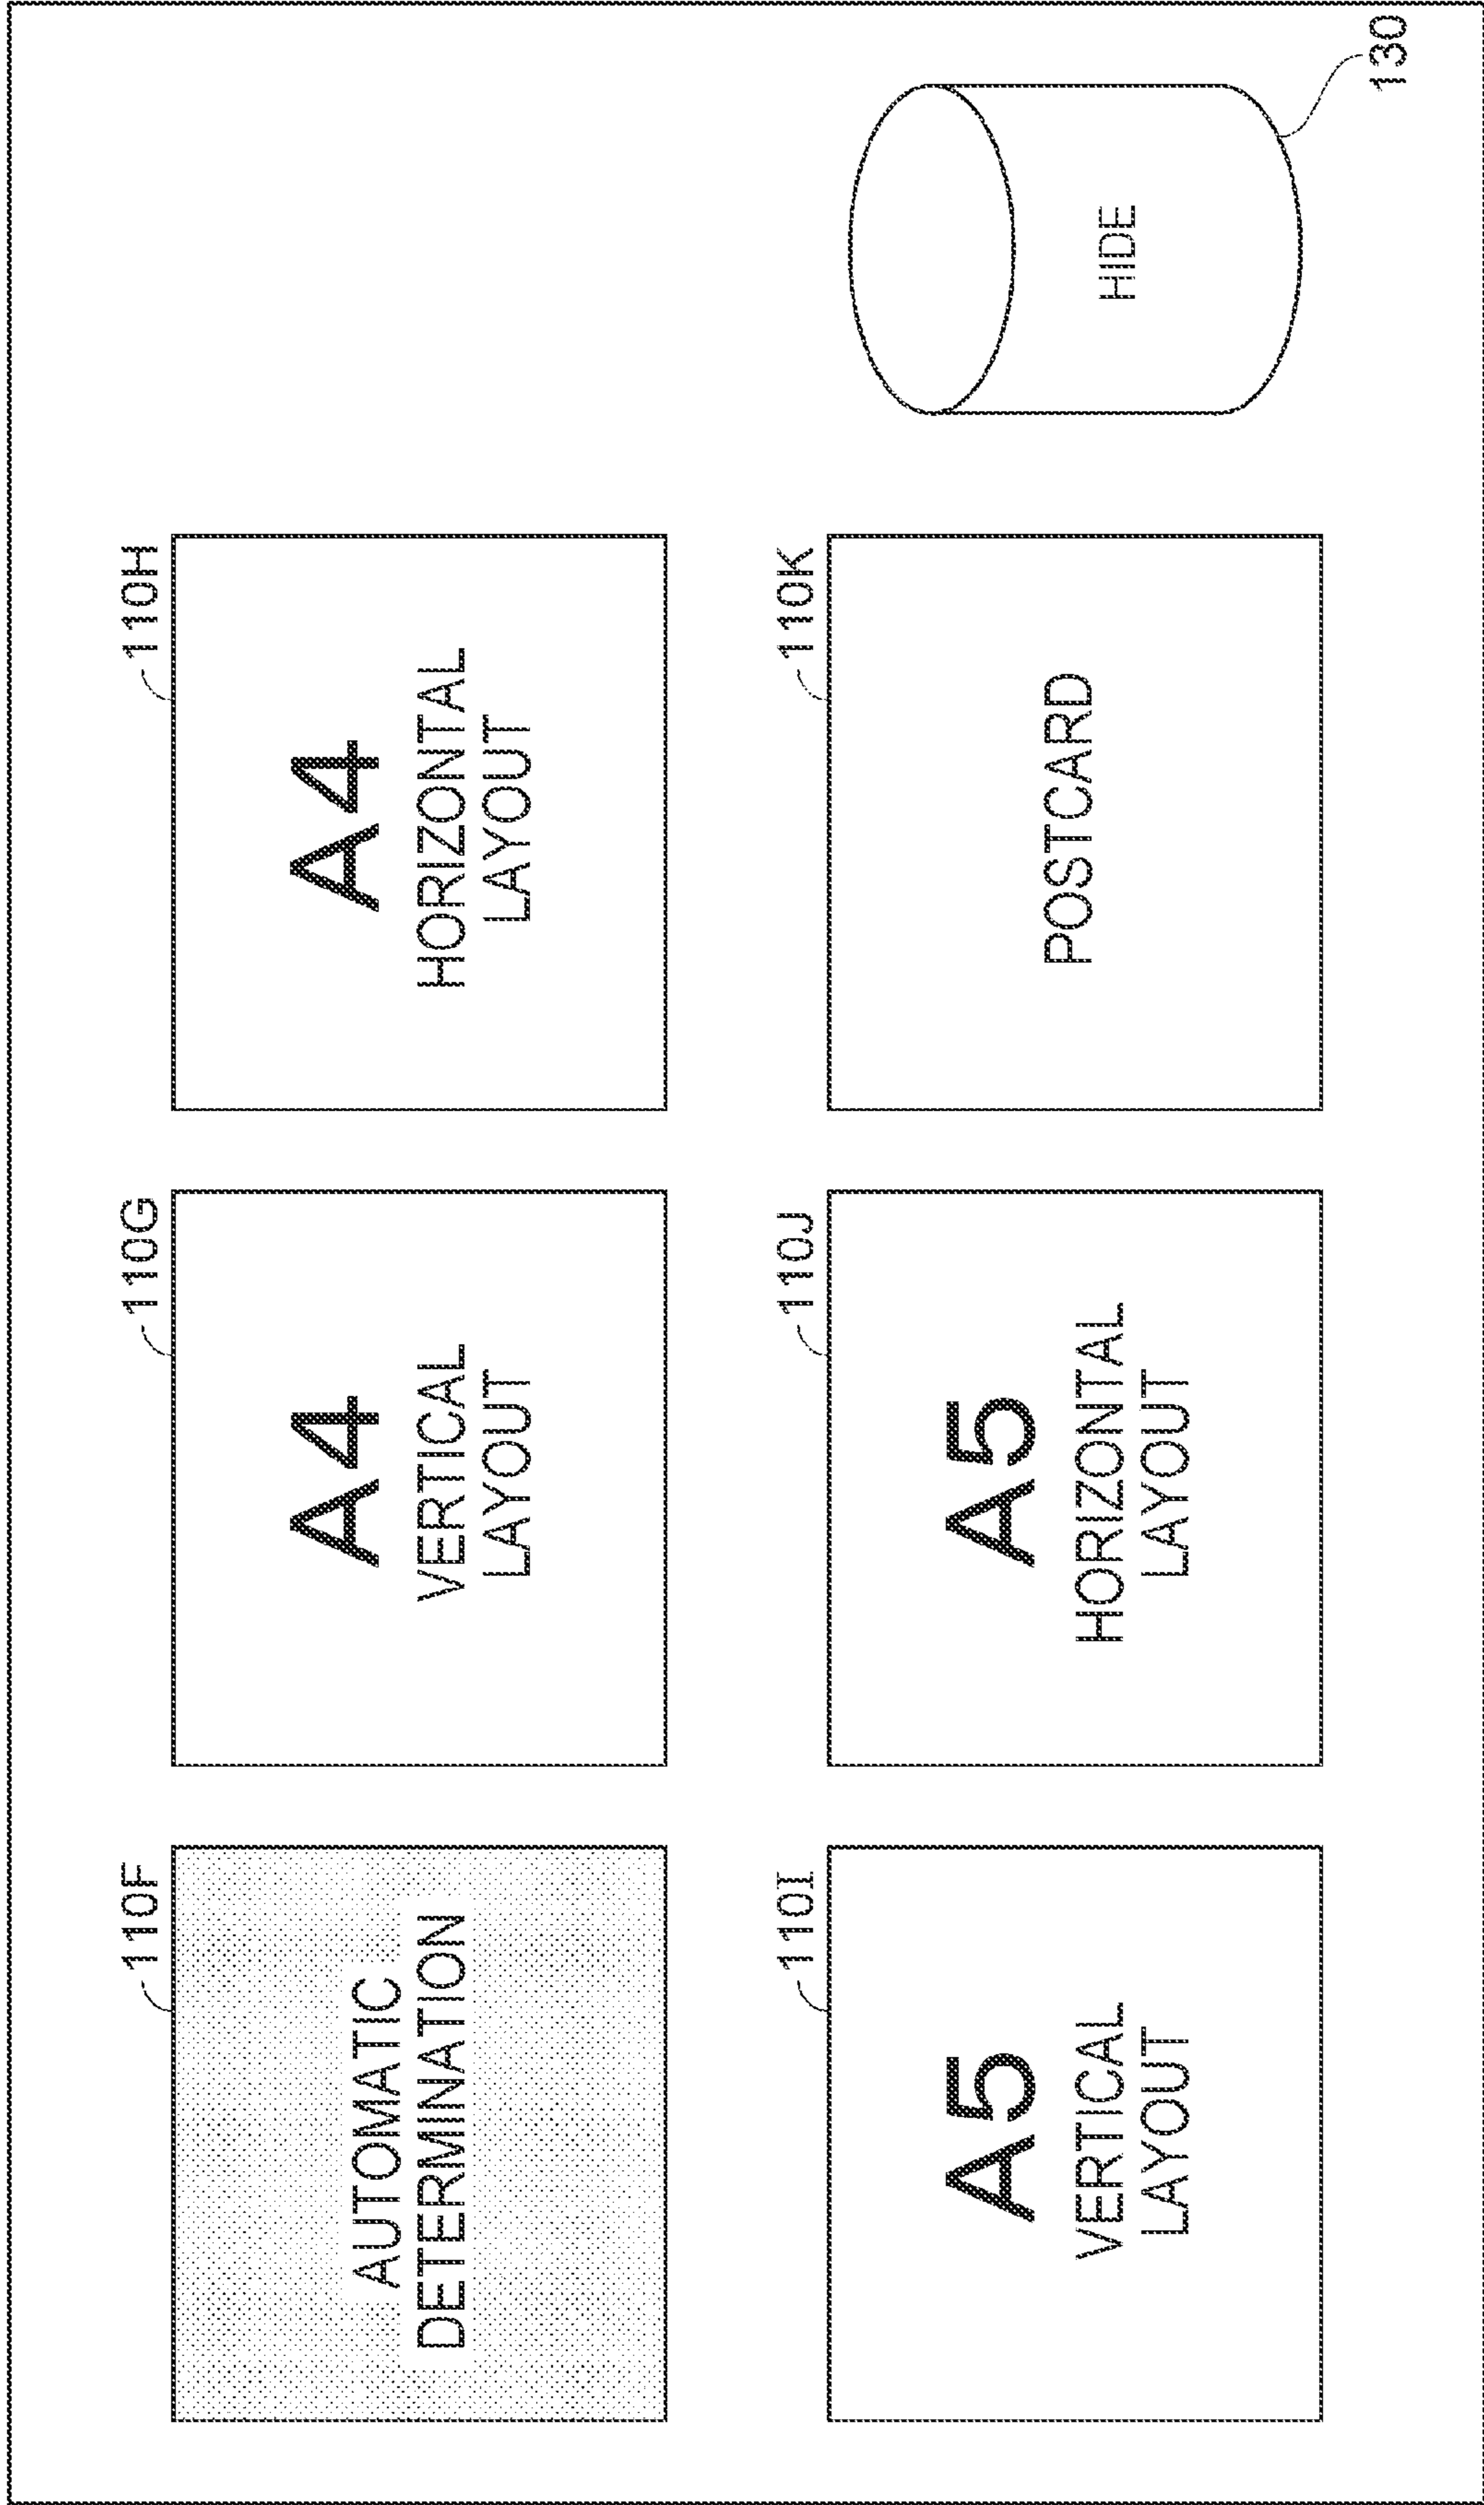 110F
AUTOMATIC
DETERMINATION
110G
A4
VERTICAL
LAYOUT
110H
A4
HORIZONTAL
LAYOUT
110I
A5
VERTICAL
LAYOUT
110J
A5
HORIZONTAL
LAYOUT
110K
POSTCARD
HIDE
130